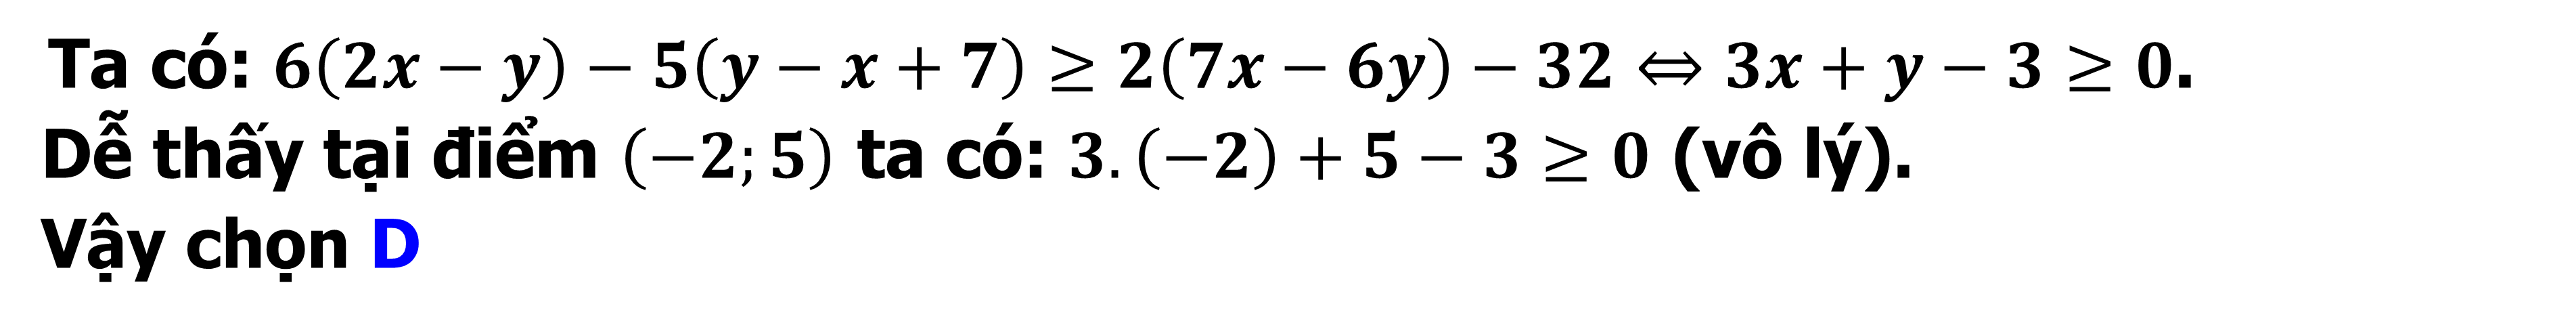 Ta có: 6(2x − y) − 5(y − x + 7) ≥ 2(7x − 6y) − 32 ⟺ 3x + y − 3 ≥ 0.
Dễ thấy tại điểm (−2; 5) ta có: 3. (−2) + 5 − 3 ≥ 0 (vô lý).
Vậy chọn D